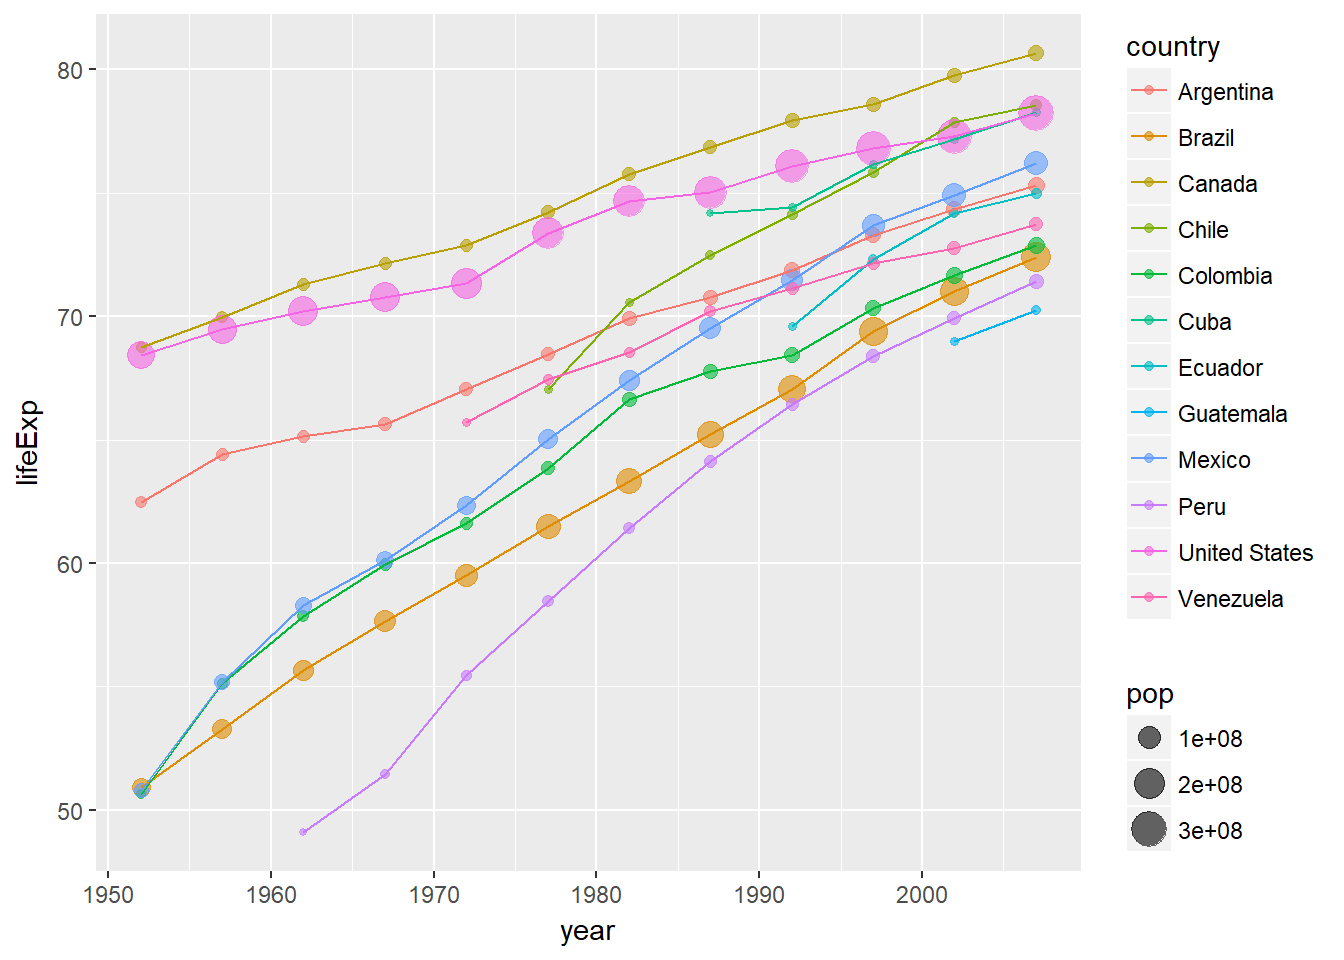 80
70
60
50
lifeExp
1950 1960 1970 1980 1990 2000
year
country
Argentina
Brazil
Canada
Chile
Colombia
Cuba
Ecuador
Guatemala
Mexico
Peru
United States
Venezuela
pop
1e+08
2e+08
3e+08